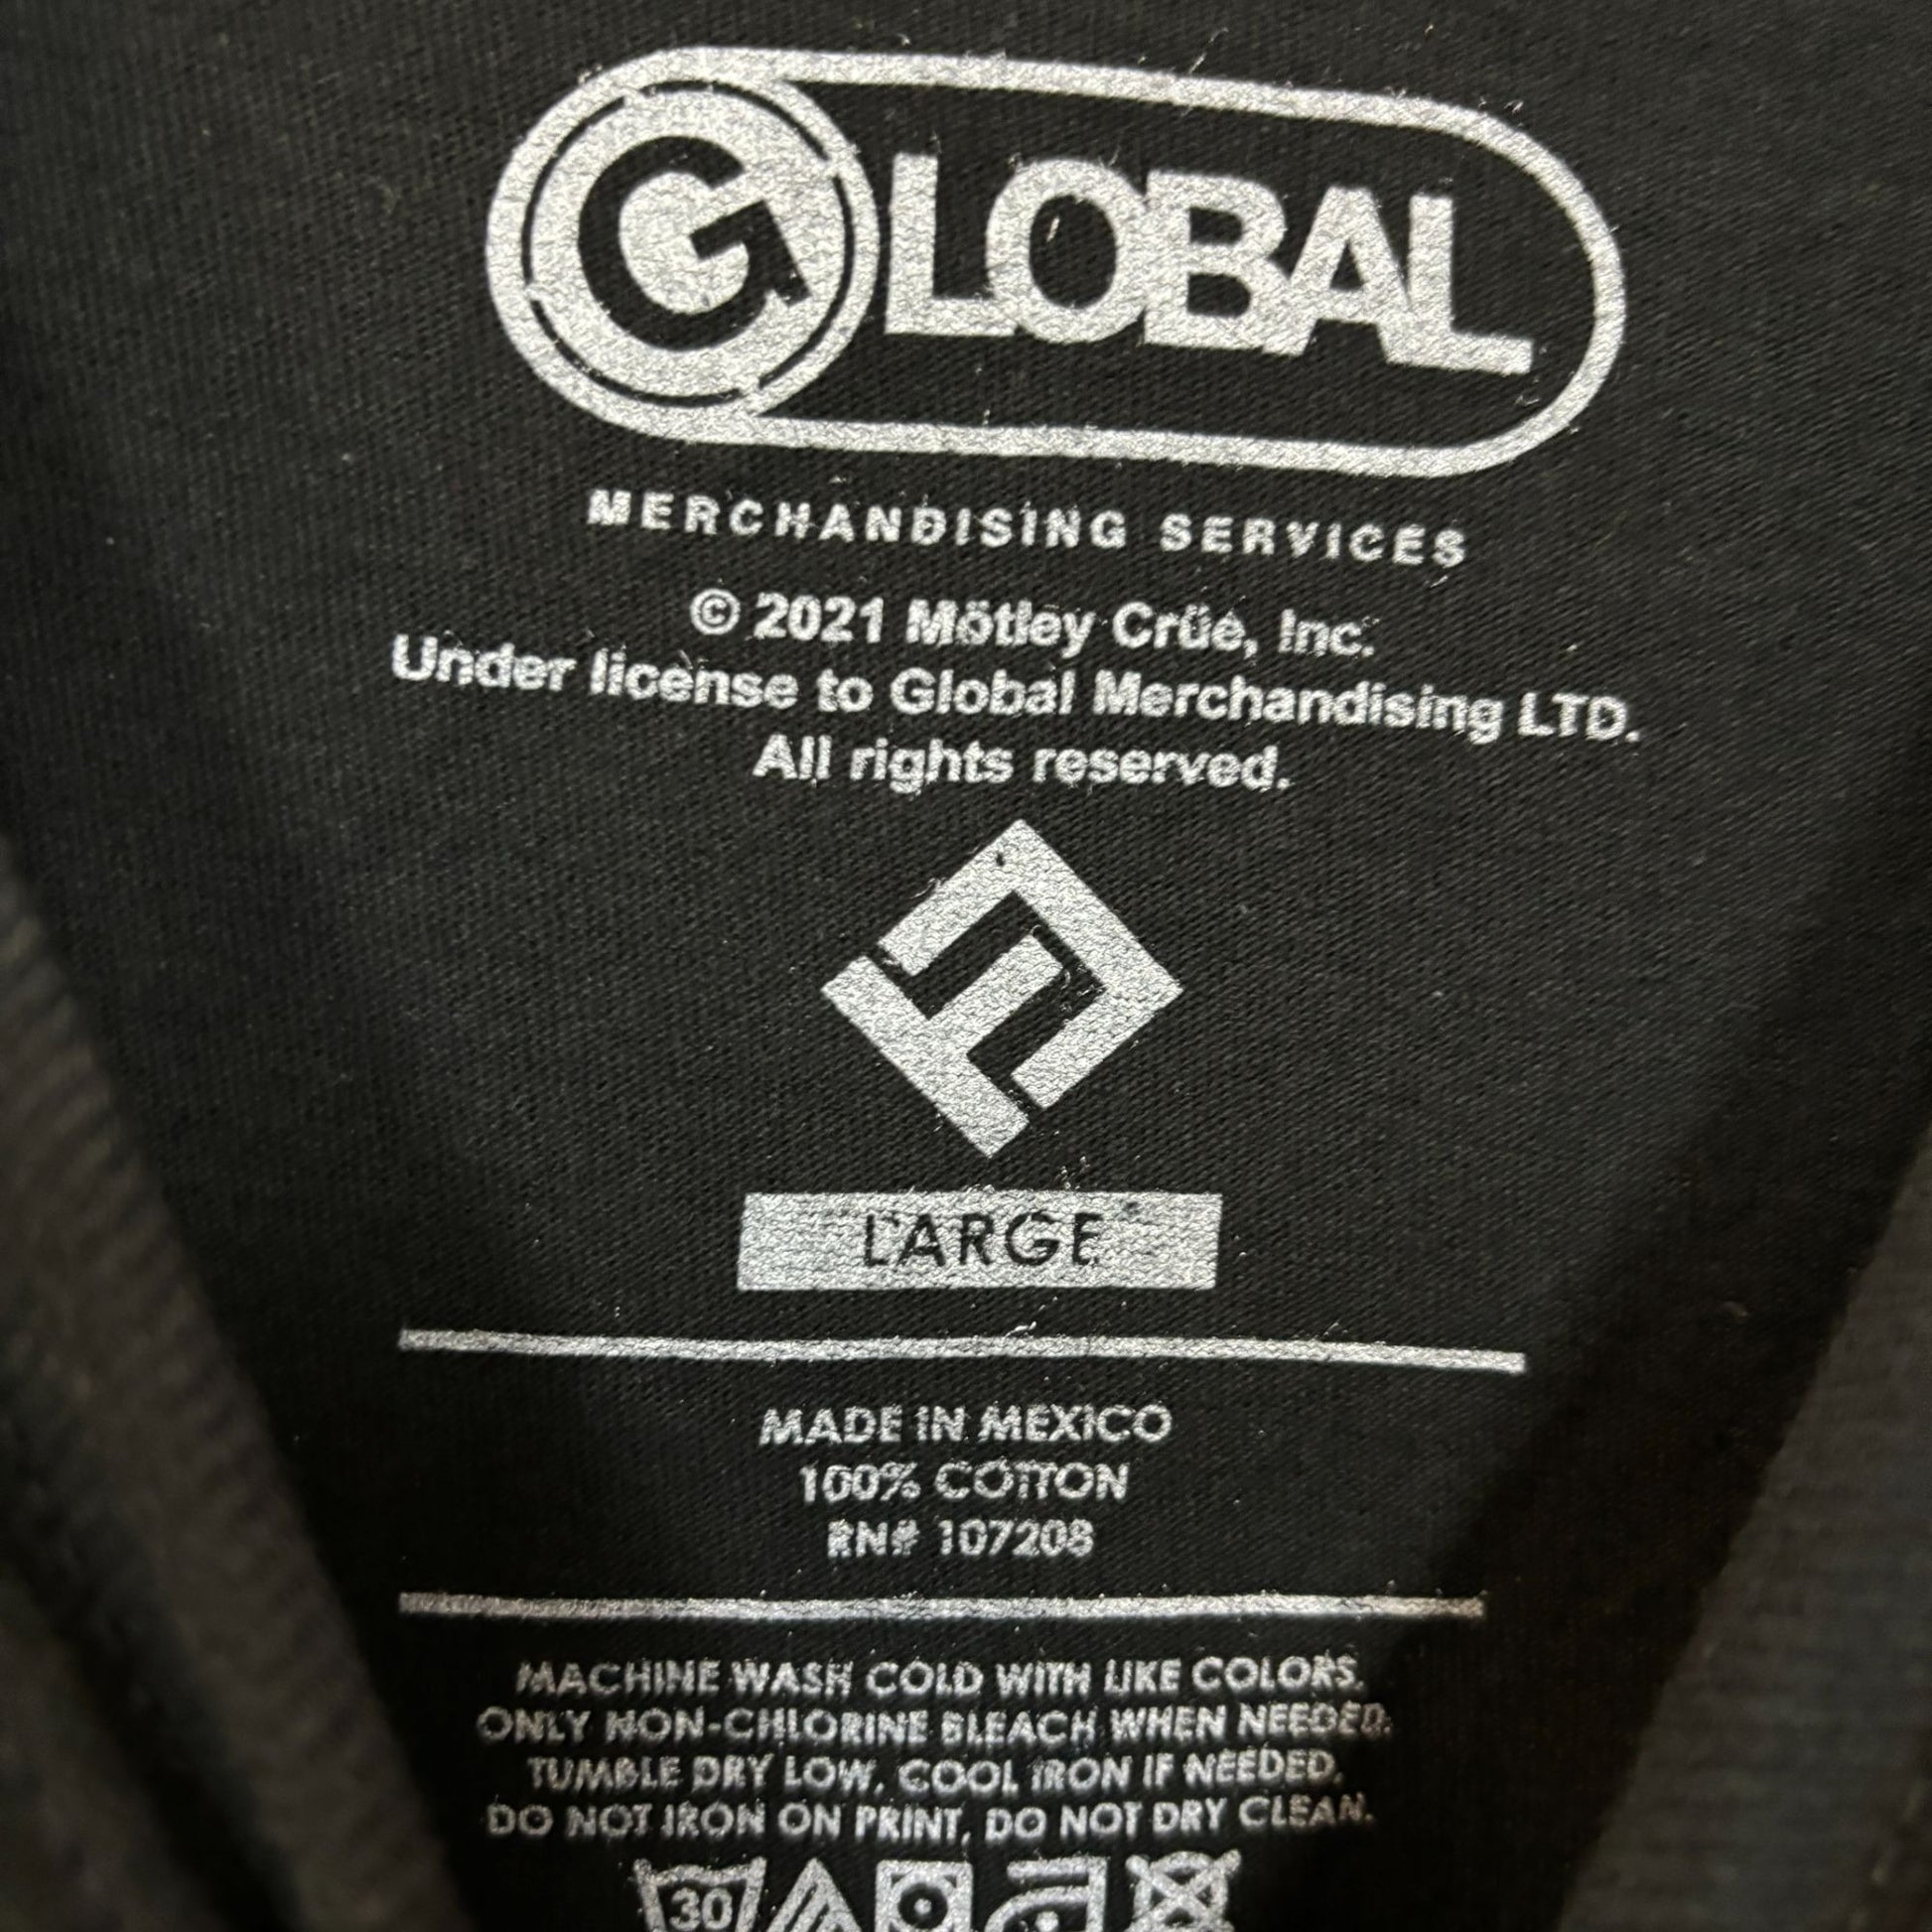 GLOBAL
MERCHANDISING SERVICES
© 2021 Mötley Crüe, Inc.
Under license to Global Merchandising LTD.
All rights reserved.
LARGE
MADE IN MEXICO
100% COTTON
RN# 107208
MACHINE WASH COLD WITH LIKE COLORS.
ONLY NON-CHLORINE BLEACH WHEN NEEDED.
TUMBLE DRY LOW. COOL IRON IF NEEDED.
DO NOT IRON ON PRINT. DO NOT DRY CLEAN.
30